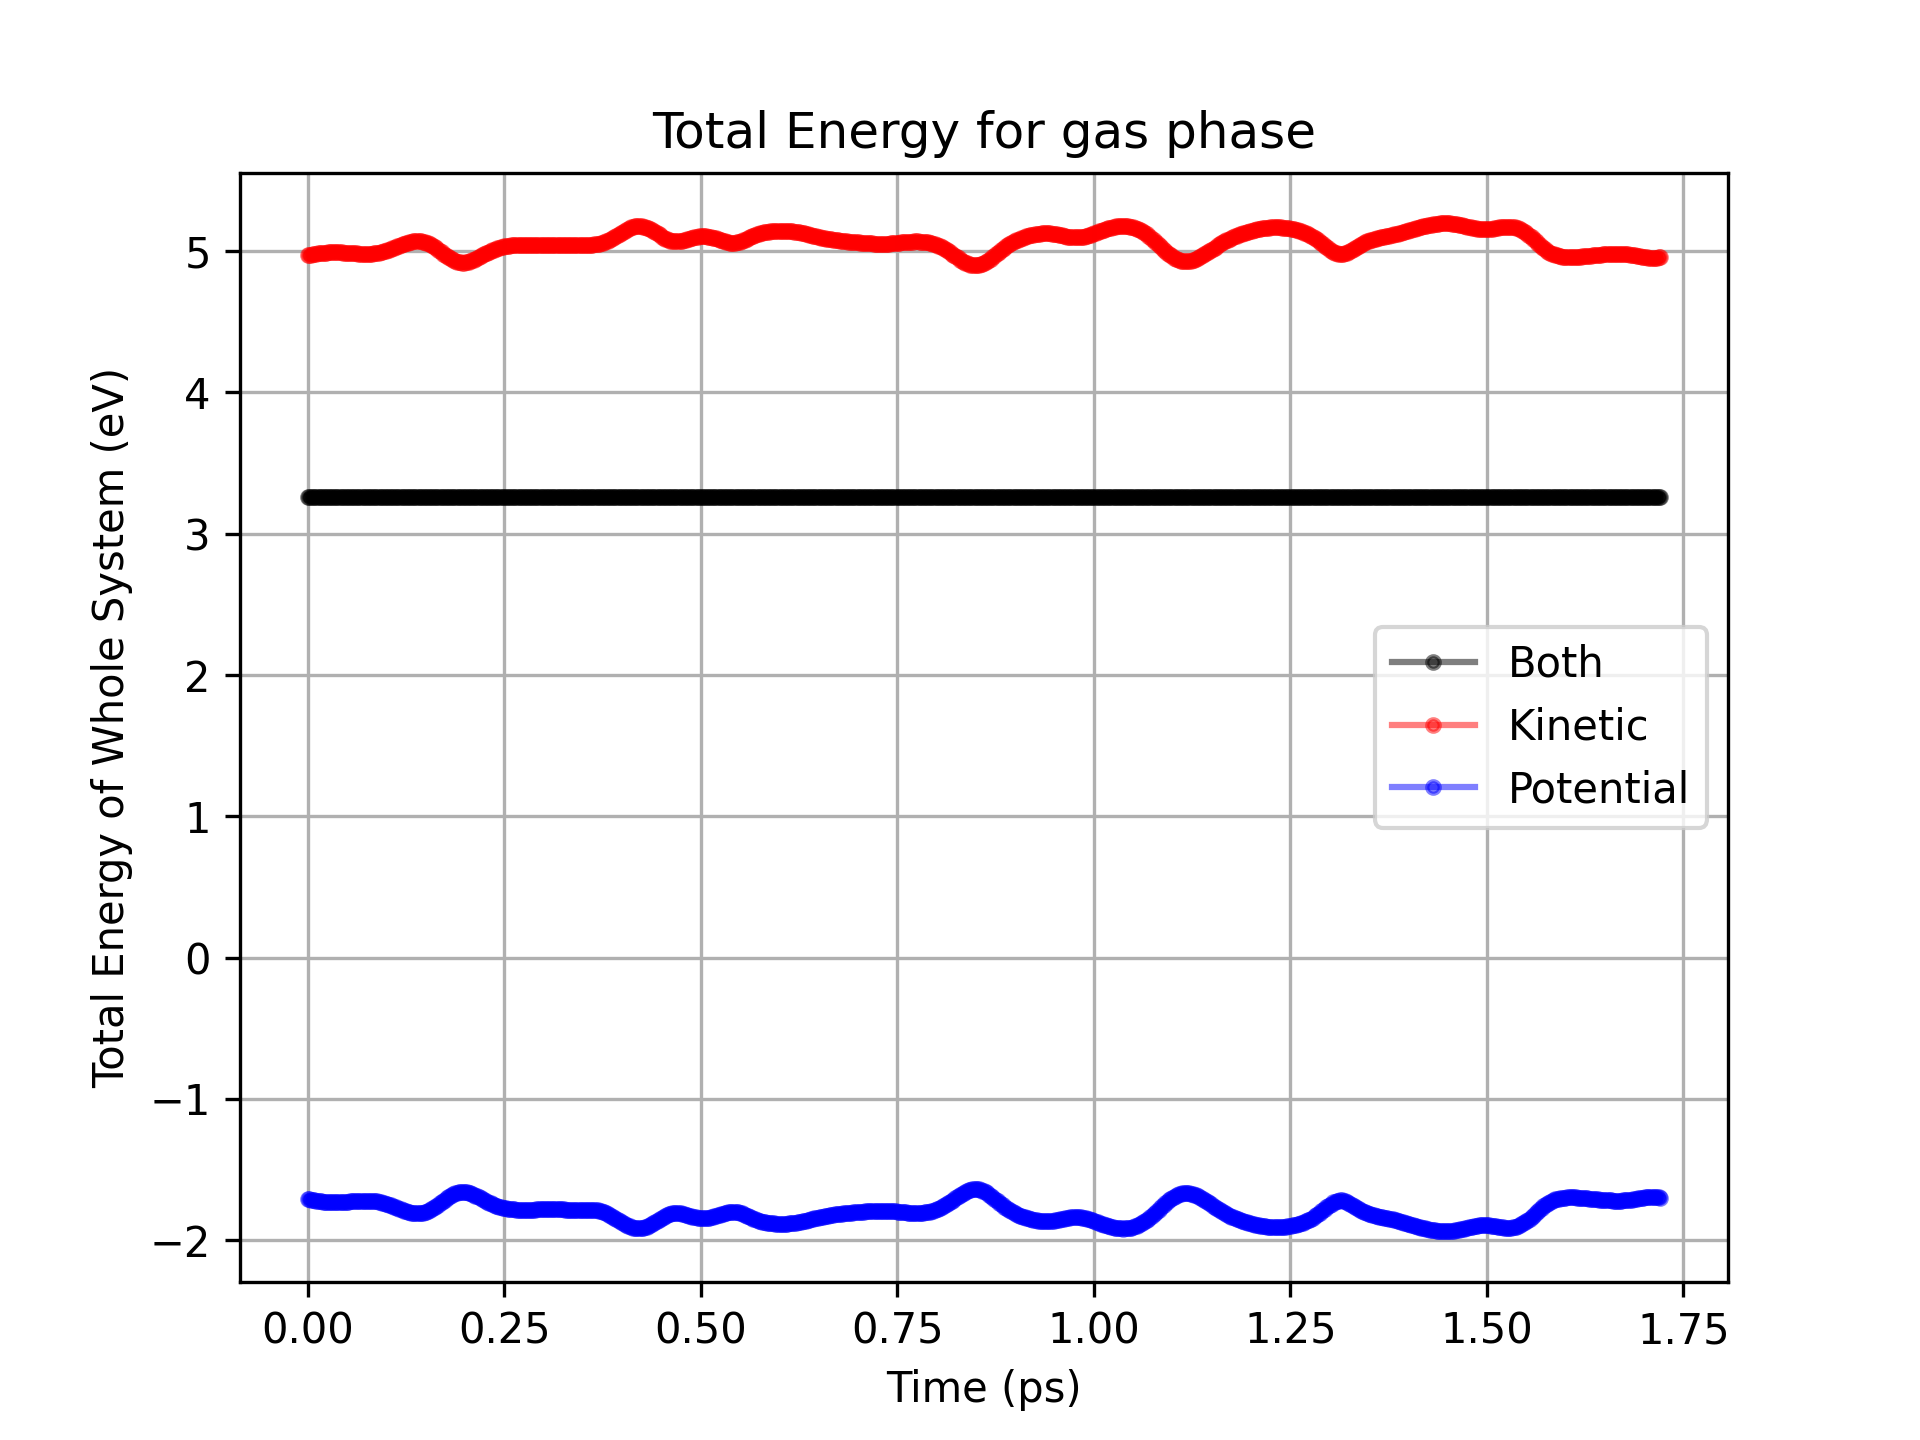 Total Energy for gas phase
Total Energy of Whole System (eV)
5
4
3
2
1
0
−1
−2
Both
Kinetic
Potential
0.00 0.25 0.50 0.75 1.00 1.25 1.50 1.75
Time (ps)